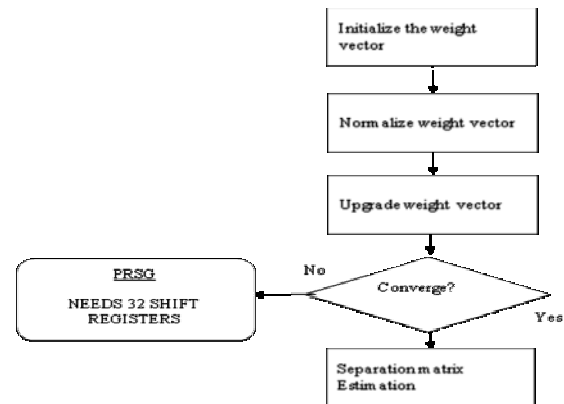 Initialize the weight
vector
Normalize weight vector
Upgrade weight vector
No
Converge?
Yes
PRSG
NEEDS 32 SHIFT
REGISTERS
Separation matrix
Estimation